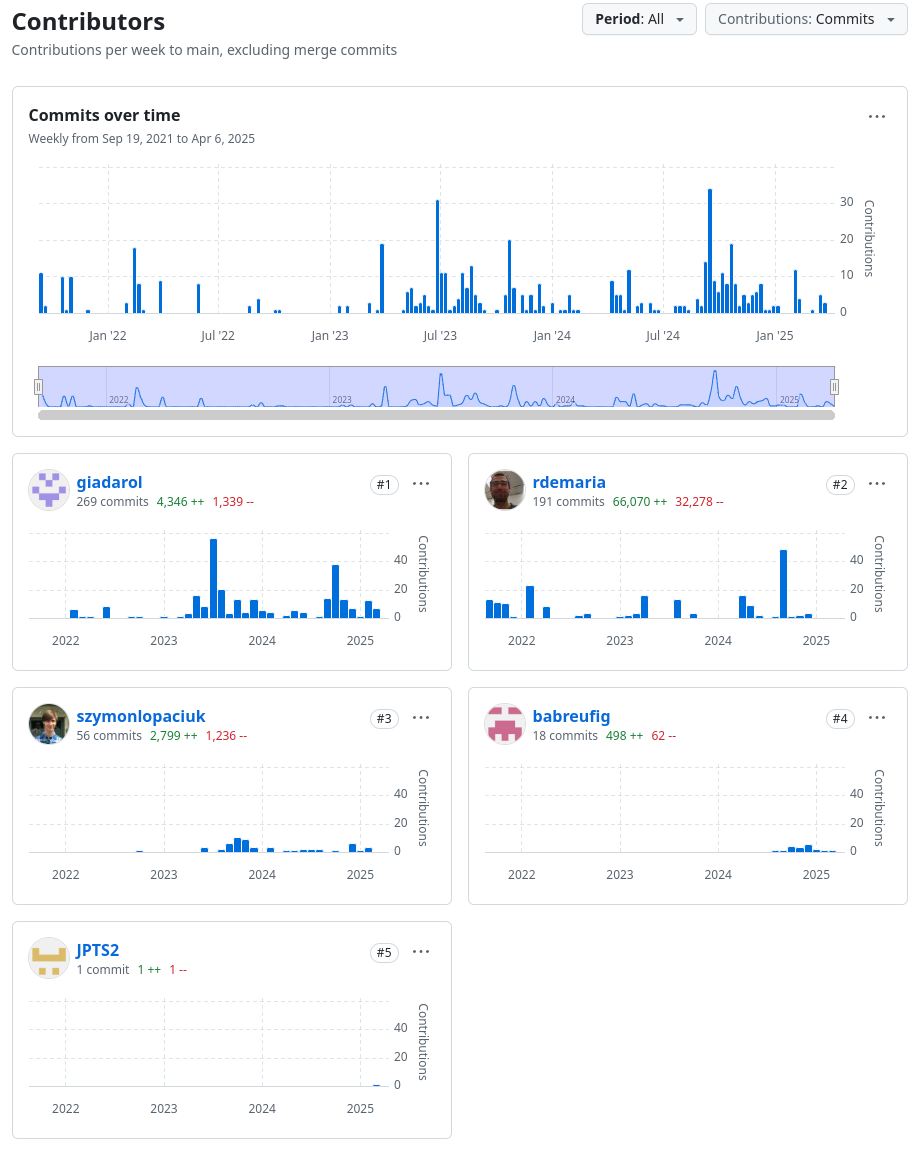 Contributors
Period: All
Contributions: Commits
Contributions per week to main, excluding merge commits
Commits over time
Weekly from Sep 19, 2021 to Apr 6, 2025
30
20
10
0
Contributions
Jan '22 Jul '22 Jan '23 Jul '23 Jan '24 Jul '24 Jan '25
2022 2023 2024 2025
giadarol
#1
269 commits 4,346 ++ 1,339 --
40
20
0
Contributions
2022 2023 2024 2025
rdemaria
#2
191 commits 66,070 ++ 32,278 --
40
20
0
Contributions
2022 2023 2024 2025
szymonlopaciuk
#3
56 commits 2,799 ++ 1,236 --
40
20
0
Contributions
2022 2023 2024 2025
babreufig
#4
18 commits 498 ++ 62 --
40
20
0
Contributions
2022 2023 2024 2025
JPTS2
#5
1 commit 1 ++ 1 --
40
20
0
Contributions
2022 2023 2024 2025